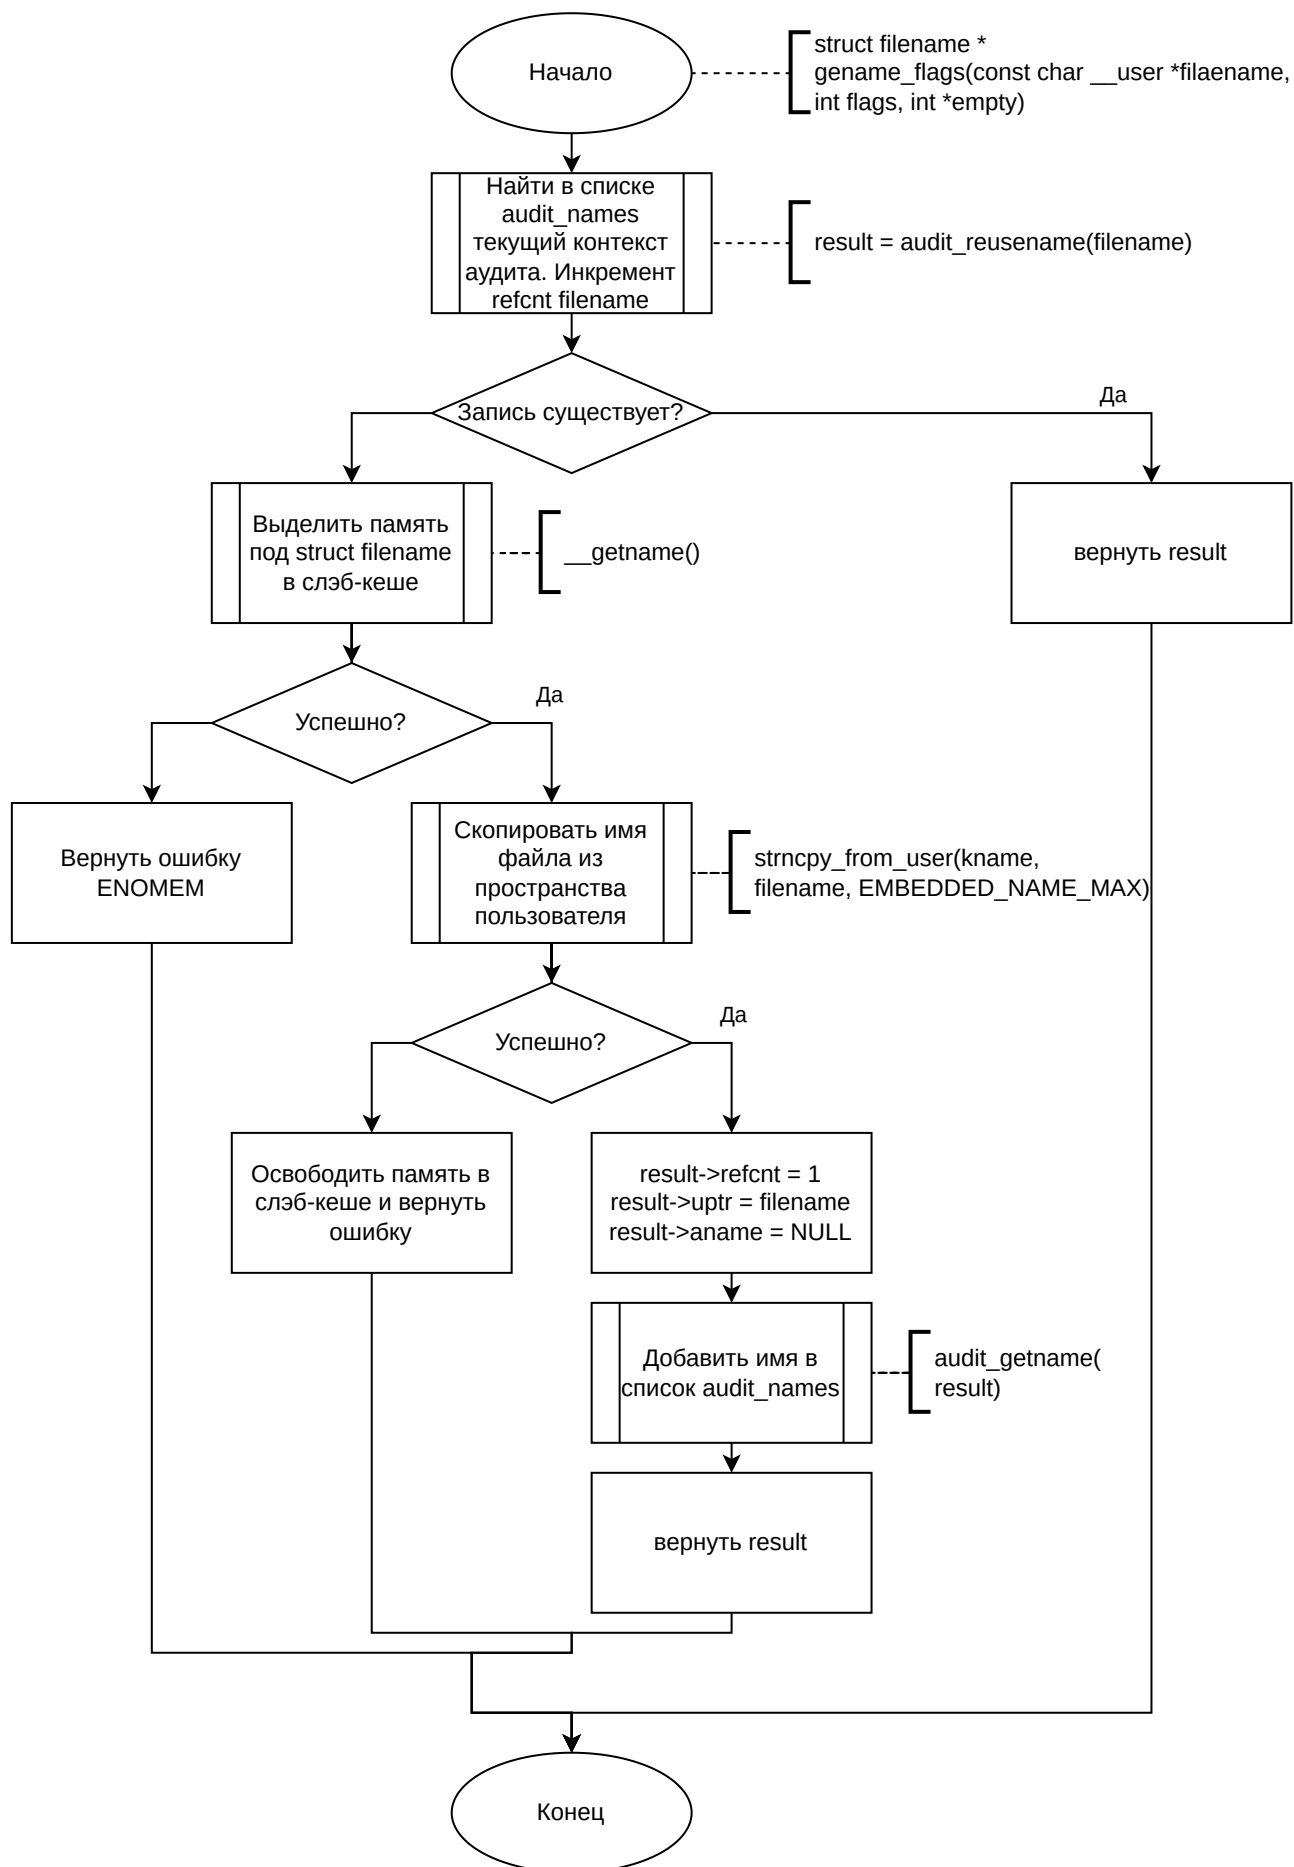 Начало
struct filename *
gename_flags(const char __user *filaename,
int flags, int *empty)
Найти в списке
audit_names
текущий контекст
аудита. Инкремент
refcnt filename
result = audit_reusename(filename)
Запись существует?
Да
Выделить память
под struct filename
в слэб-кеше
__getname()
вернуть result
Успешно?
Да
Вернуть ошибку
ENOMEM
Скопировать имя
файла из
пространства
пользователя
strncpy_from_user(kname,
filename, EMBEDDED_NAME_MAX)
Успешно?
Да
Освободить память в
слэб-кеше и вернуть
ошибку
result->refcnt = 1
result->uptr = filename
result->aname = NULL
Добавить имя в
список audit_names
audit_getname(
result)
вернуть result
Конец